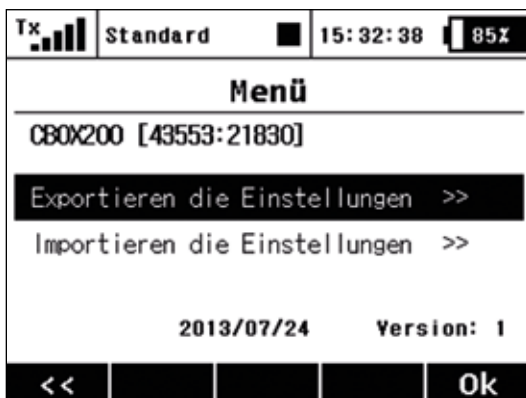 Tx Standard 15:32:38 85%
Menü
CBOX200 [43553:21830]
Exportieren die Einstellungen >>
Importieren die Einstellungen >>
2013/07/24 Version: 1
<< Ok